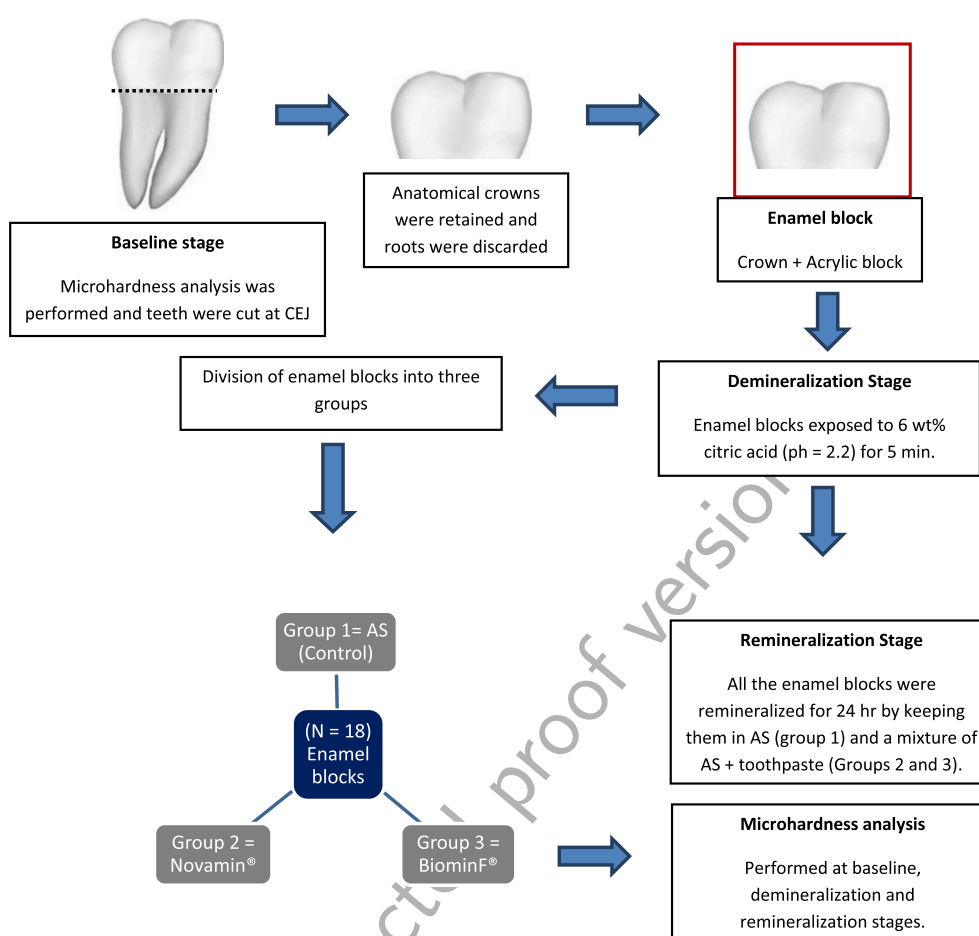 Baseline stage
Microhardness analysis was
performed and teeth were cut at CEJ
Anatomical crowns
were retained and
roots were discarded
Enamel block
Crown + Acrylic block
Demineralization Stage
Enamel blocks exposed to 6 wt%
citric acid (ph = 2.2) for 5 min.
Division of enamel blocks into three
groups
Group 1= AS
(Control)
(N = 18)
Enamel
blocks
Group 2 =
Novamin®
Group 3 =
BiominF®
Remineralization Stage
All the enamel blocks were
remineralized for 24 hr by keeping
them in AS (group 1) and a mixture of
AS + toothpaste (Groups 2 and 3).
Microhardness analysis
Performed at baseline,
demineralization and
remineralization stages.
proof version